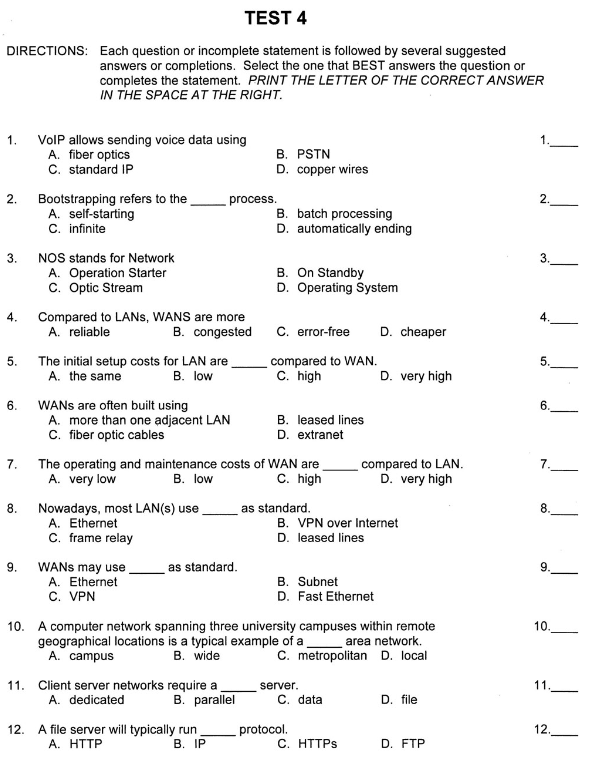 TEST 4
DIRECTIONS: Each question or incomplete statement is followed by several suggested
answers or completions. Select the one that BEST answers the question or
completes the statement. PRINT THE LETTER OF THE CORRECT ANSWER
IN THE SPACE AT THE RIGHT.
1. VoIP allows sending voice data using 1.____
A. fiber optics B. PSTN
C. standard IP D. copper wires
2. Bootstrapping refers to the _____ process. 2.____
A. self-starting B. batch processing
C. infinite D. automatically ending
3. NOS stands for Network 3.____
A. Operation Starter B. On Standby
C. Optic Stream D. Operating System
4. Compared to LANs, WANS are more 4.____
A. reliable B. congested C. error-free D. cheaper
5. The initial setup costs for LAN are _____ compared to WAN. 5.____
A. the same B. low C. high D. very high
6. WANs are often built using 6.____
A. more than one adjacent LAN B. leased lines
C. fiber optic cables D. extranet
7. The operating and maintenance costs of WAN are _____ compared to LAN. 7.____
A. very low B. low C. high D. very high
8. Nowadays, most LAN(s) use _____ as standard. 8.____
A. Ethernet B. VPN over Internet
C. frame relay D. leased lines
9. WANs may use _____ as standard. 9.____
A. Ethernet B. Subnet
C. VPN D. Fast Ethernet
10. A computer network spanning three university campuses within remote 10.____
geographical locations is a typical example of a _____ area network.
A. campus B. wide C. metropolitan D. local
11. Client server networks require a _____ server. 11.____
A. dedicated B. parallel C. data D. file
12. A file server will typically run _____ protocol. 12.____
A. HTTP B. IP C. HTTPs D. FTP